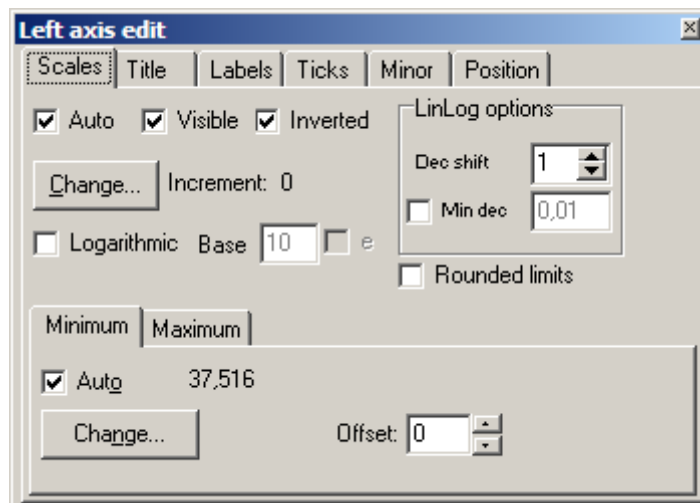 Left axis edit
Scales Title Labels Ticks Minor Position
Auto Visible Inverted
LinLog options
Dec shift 1
Change... Increment: 0
Min dec 0,01
Logarithmic Base 10 e
Rounded limits
Minimum Maximum
Auto 37,516
Change... Offset: 0